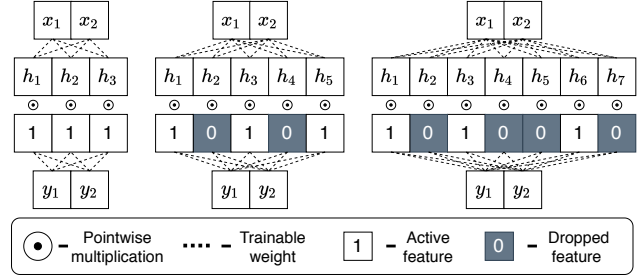 x₁ x₂ x₁ x₂ x₁ x₂
h₁ h₂ h₃ h₁ h₂ h₃ h₄ h₅ h₁ h₂ h₃ h₄ h₅ h₆ h₇
1 1 1 1 0 1 0 1 1 0 1 0 0 1 0
y₁ y₂ y₁ y₂ y₁ y₂
– Pointwise multiplication
– Trainable weight
1 – Active feature
0 – Dropped feature